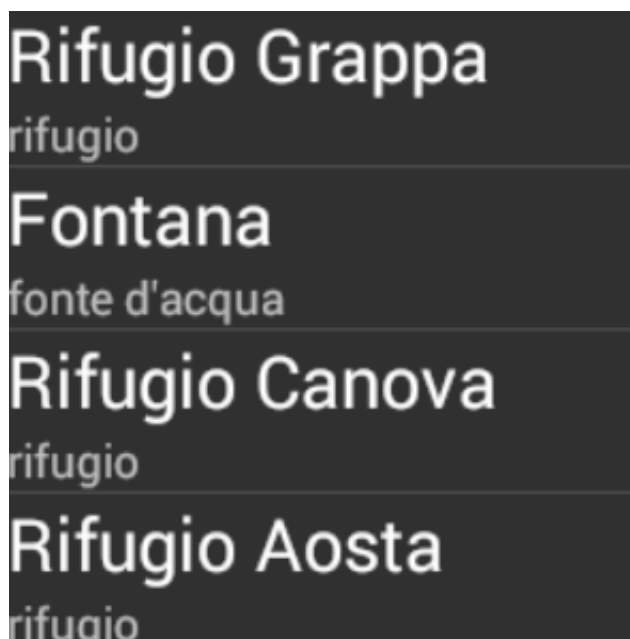 Rifugio Grappa
rifugio
Fontana
fonte d'acqua
Rifugio Canova
rifugio
Rifugio Aosta
rifugio